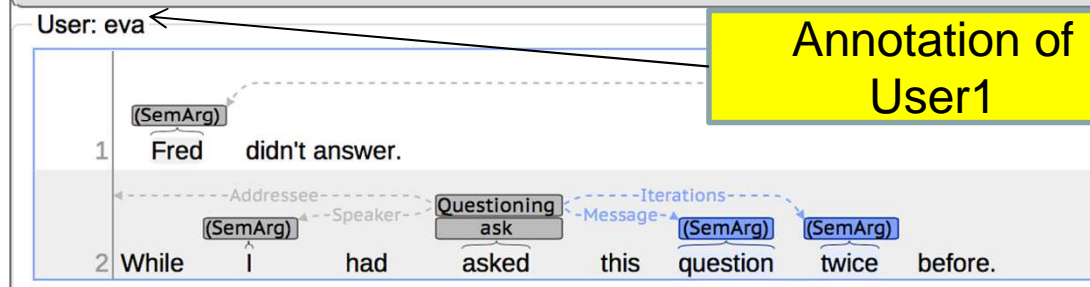 User: eva
Annotation of
User1
(SemArg)
1 Fred didn't answer.
Addressee Questioning Iterations
(SemArg) Speaker ask Message (SemArg) (SemArg)
2 While I had asked this question twice before.